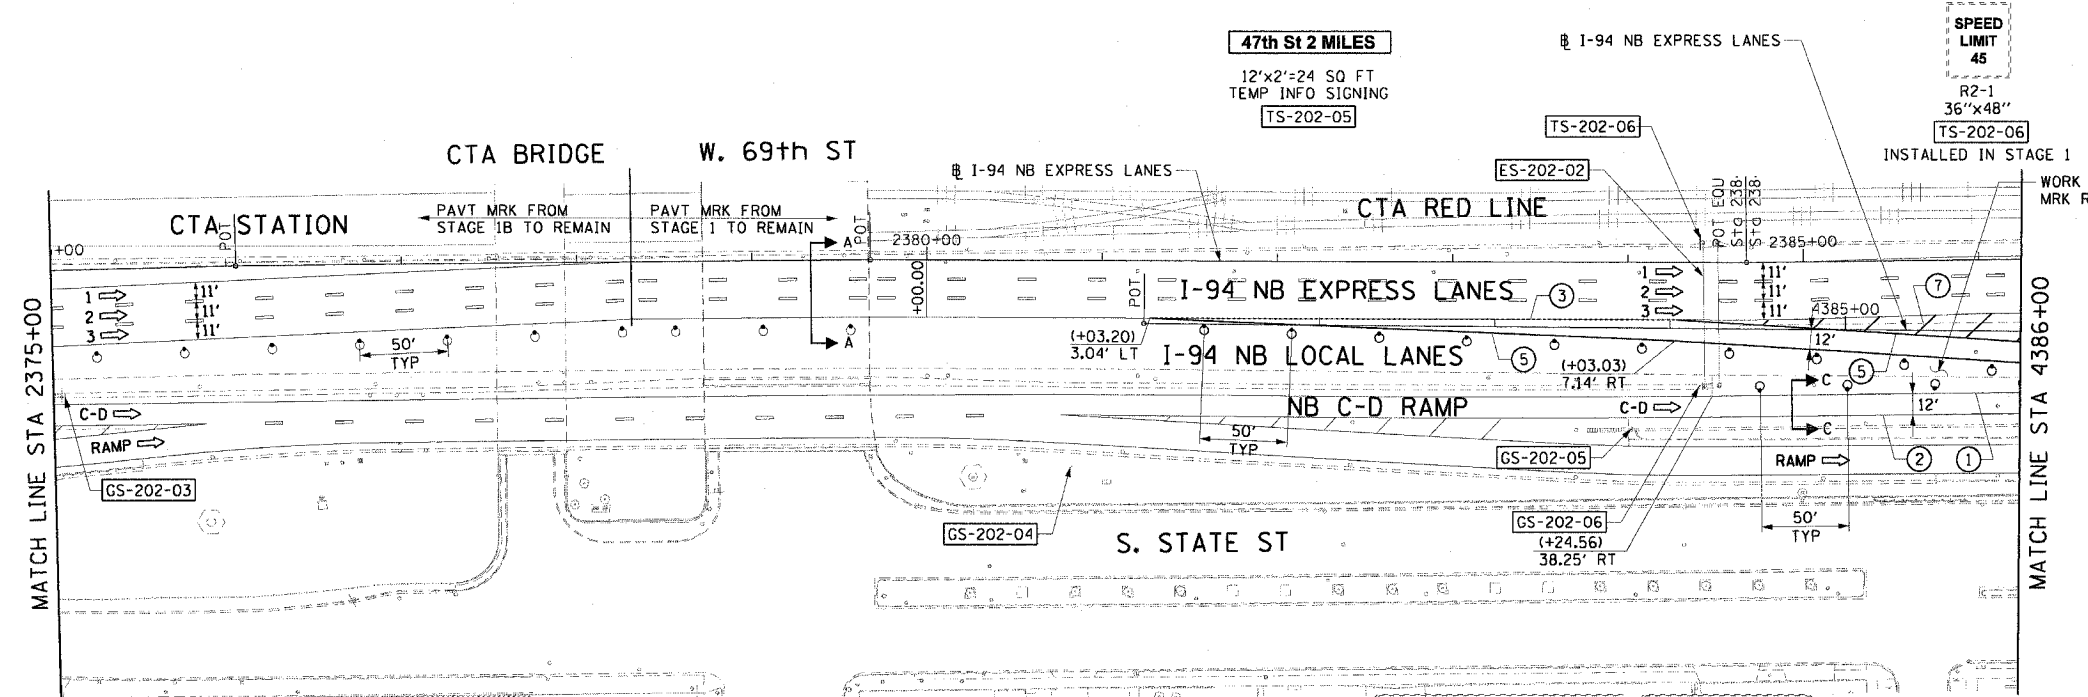 SPEED
LIMIT
45
R2-1
36"x48"
TS-202-06
INSTALLED IN STAGE 1
47th St 2 MILES
12'x2'=24 SQ FT
TEMP INFO SIGNING
TS-202-05
℄ I-94 NB EXPRESS LANES
TS-202-06
ES-202-02
WORK
MRK R
CTA BRIDGE
W. 69th ST
℄ I-94 NB EXPRESS LANES
CTA STATION
POT
PAVT MRK FROM
STAGE 1B TO REMAIN
PAVT MRK FROM
STAGE 1 TO REMAIN
CTA RED LINE
POT EQU
Sta 238
Sta 238
A
POT
+00
2380+00
2385+00
+00.00
1
2
3
11'
11'
11'
POT
I-94 NB EXPRESS LANES
3
1
2
3
11'
11'
11'
4385+00
7
A
50'
TYP
(+03.20)
3.04' LT
I-94 NB LOCAL LANES
5
(+03.03)
7.14' RT
12'
C
5
C-D
NB C-D RAMP
C-D
12'
C
RAMP
50'
TYP
GS-202-05
RAMP
2
1
GS-202-03
GS-202-04
S. STATE ST
GS-202-06
(+24.56)
38.25' RT
50'
TYP
MATCH LINE STA 2375+00
MATCH LINE STA 4386+00